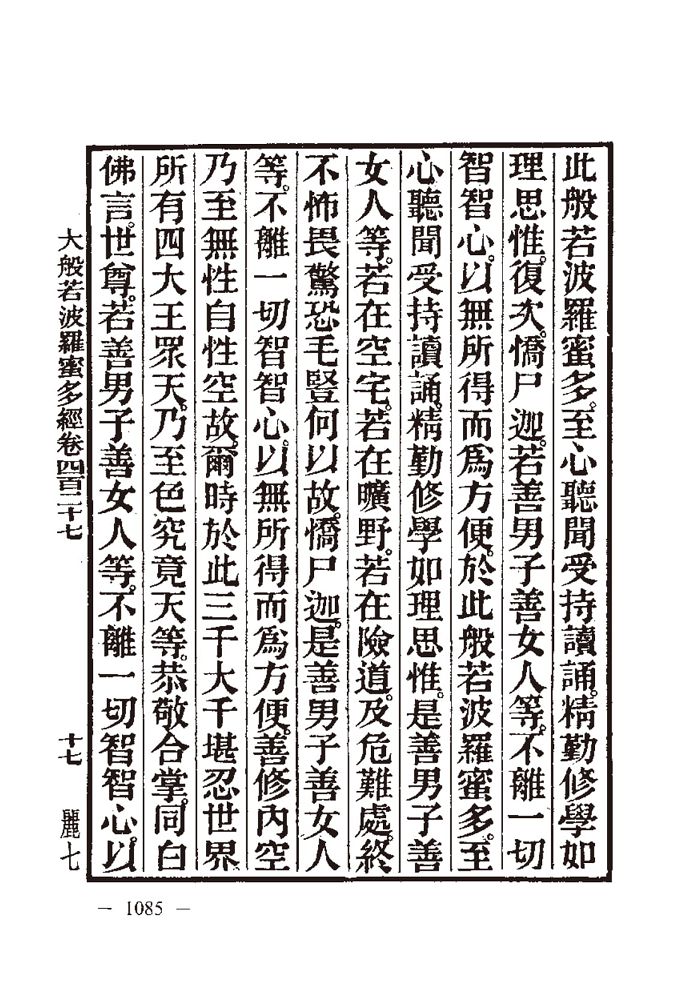 此般若波羅蜜多。至心聽聞受持讀誦。精勤修學如
理思惟。復次。憍尸迦。若善男子善女人等。不離一切
智智心。以無所得而爲方便。於此般若波羅蜜多。至
心聽聞受持讀誦。精勤修學如理思惟。是善男子善
女人等。若在空宅。若在曠野。若在險道。及危難處。終
不怖畏驚恐毛豎何以故。憍尸迦。是善男子善女人
等。不離一切智智心。以無所得而爲方便。善修內空
乃至無性自性空故。爾時於此三千大千堪忍世界
所有四大王眾天。乃至色究竟天等。恭敬合掌。同白
佛言。世尊。若善男子善女人等。不離一切智智心。以
大般若波羅蜜多經卷四百二十七
十七
麗七
— 1085 —